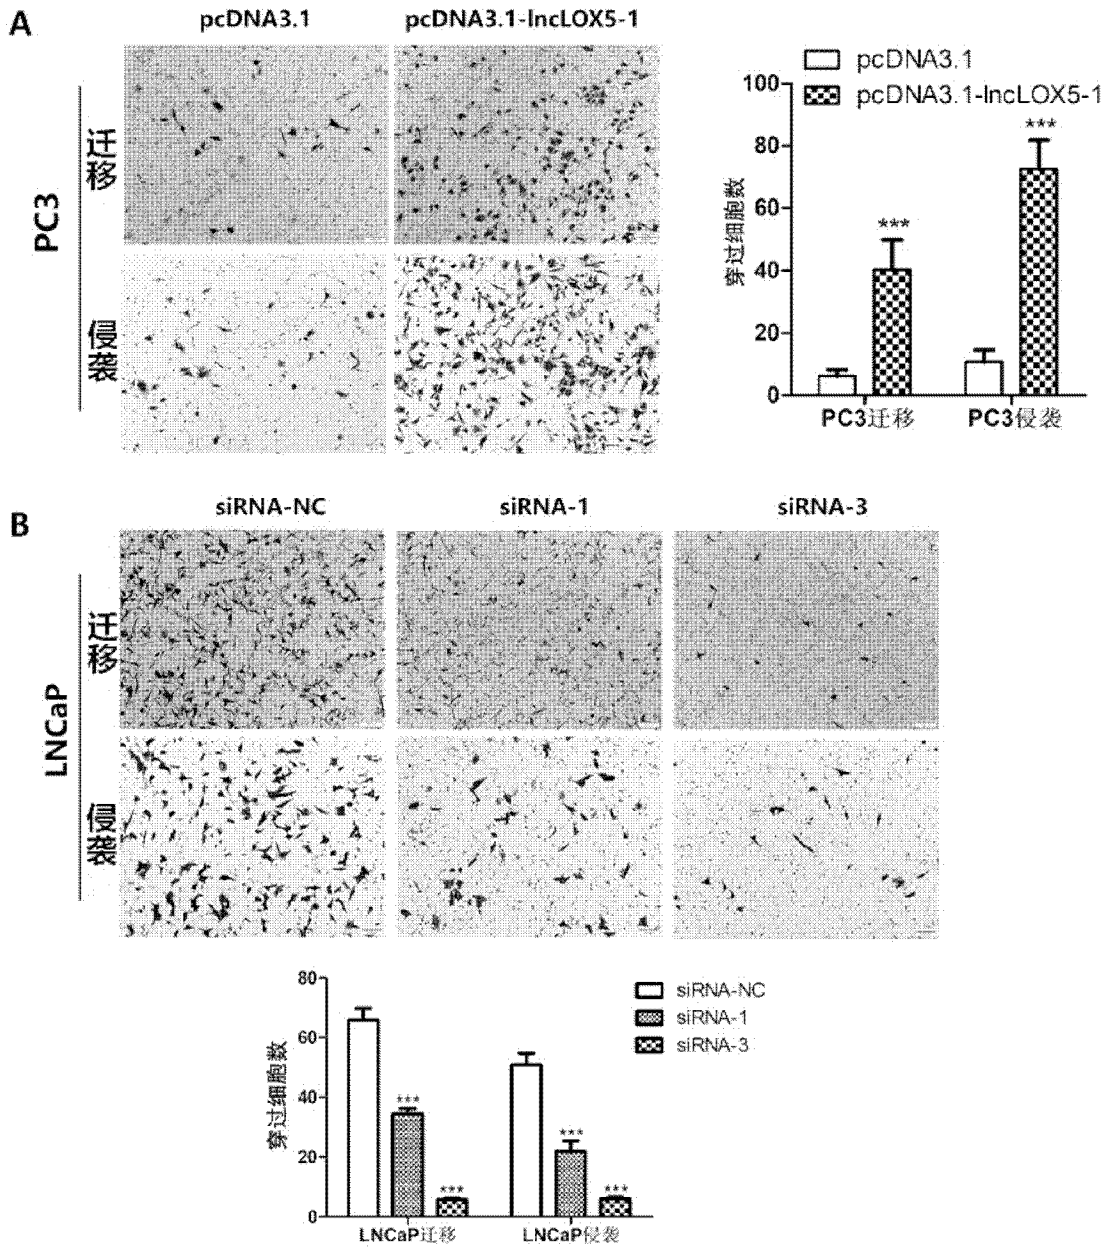 A
pcDNA3.1
pcDNA3.1-lncLOX5-1
PC3
迁移
侵袭
pcDNA3.1
pcDNA3.1-lncLOX5-1
穿过细胞数
100
80
60
40
20
0
***
***
PC3迁移
PC3侵袭
B
siRNA-NC
siRNA-1
siRNA-3
LNCaP
迁移
侵袭
siRNA-NC
siRNA-1
siRNA-3
穿过细胞数
80
60
40
20
0
***
***
***
***
LNCaP迁移
LNCaP侵袭